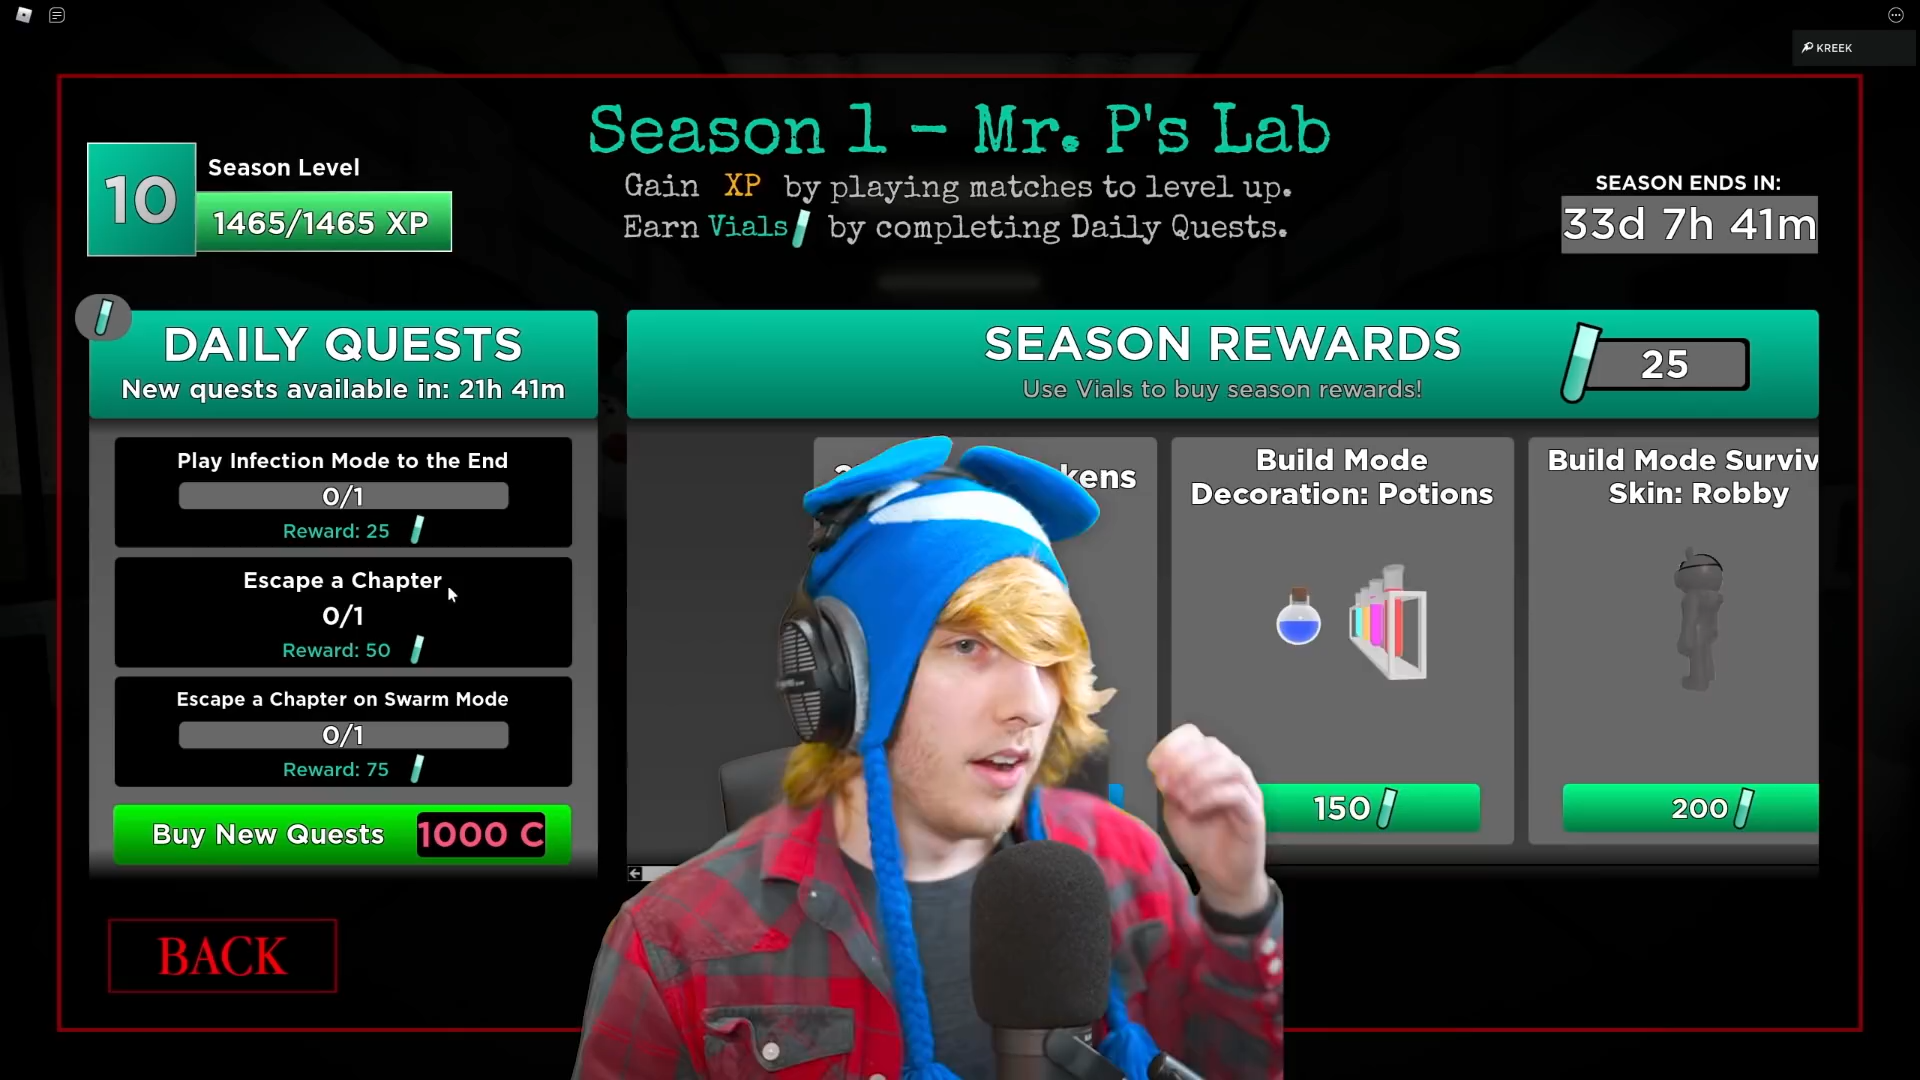 KREEK
Season 1 - Mr. P's Lab
Gain XP by playing matches to level up.
Earn Vials by completing Daily Quests.
10
Season Level
1465/1465 XP
SEASON ENDS IN:
33d 7h 41m
DAILY QUESTS
New quests available in: 21h 41m
Play Infection Mode to the End
0/1
Reward: 25
Escape a Chapter
0/1
Reward: 50
Escape a Chapter on Swarm Mode
0/1
Reward: 75
Buy New Quests 1000 C
BACK
SEASON REWARDS
Use Vials to buy season rewards!
25
kens
Build Mode
Decoration: Potions
150
Build Mode Surviv
Skin: Robby
200